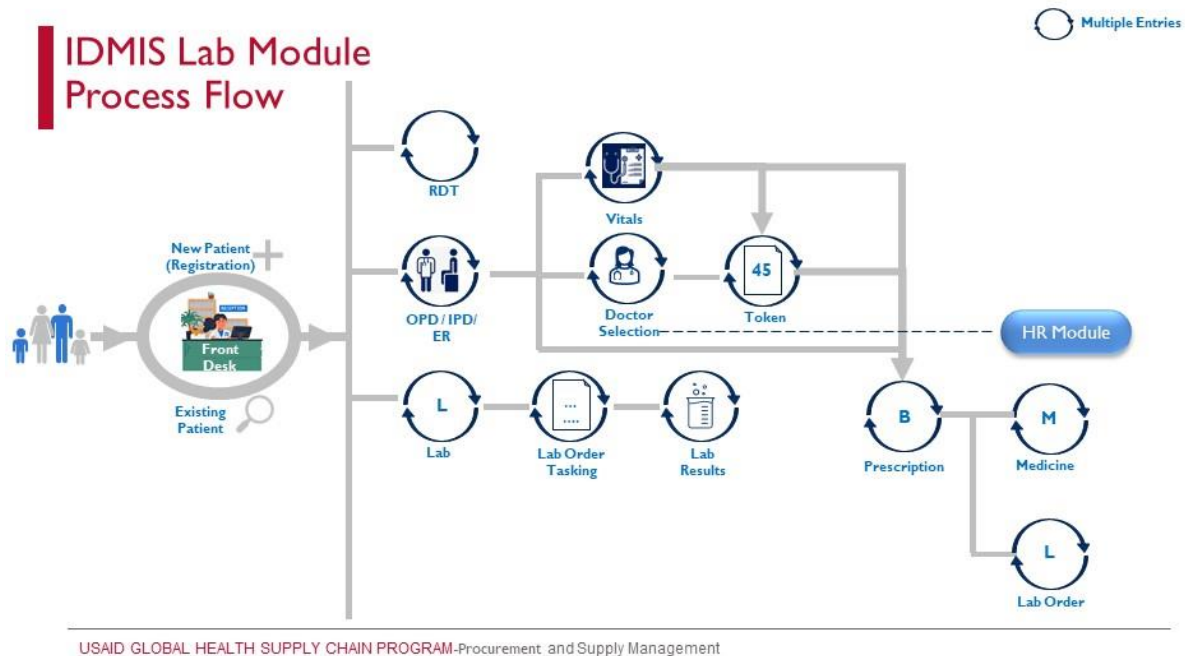 Multiple Entries
IDMIS Lab Module
Process Flow
RDT
Vitals
New Patient
(Registration)
RECEPTION
Front
Desk
Existing
Patient
OPD / IPD/
ER
Doctor
Selection
45
Token
HR Module
L
Lab
...
....
Lab Order
Tasking
Lab
Results
B
Prescription
M
Medicine
L
Lab Order
USAID GLOBAL HEALTH SUPPLY CHAIN PROGRAM-Procurement and Supply Management